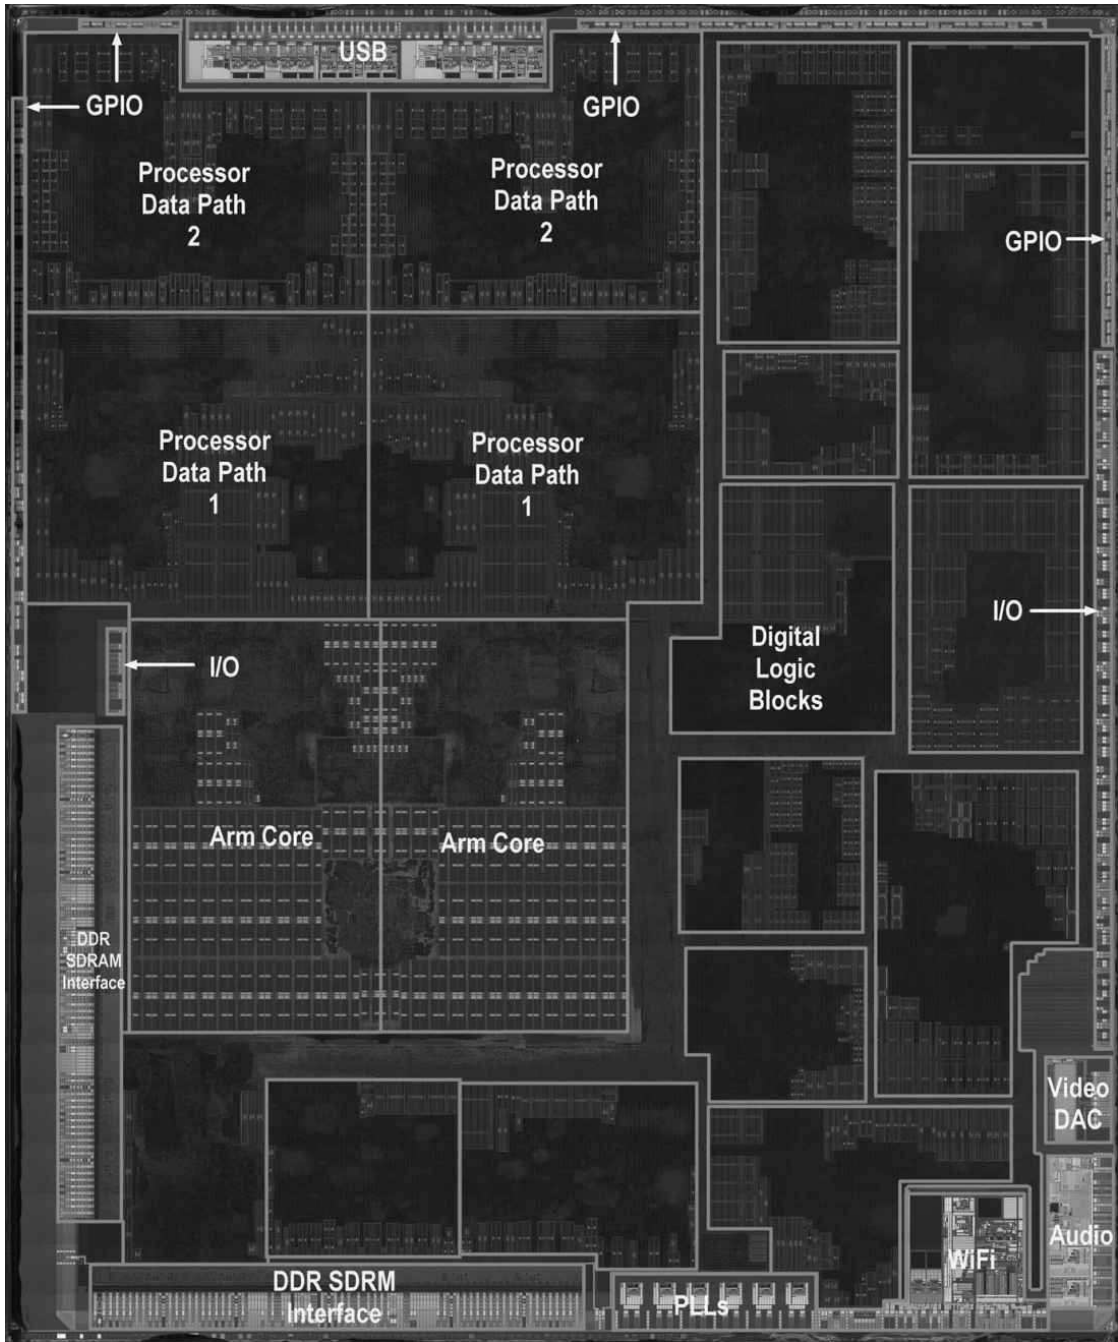 USB
GPIO
GPIO
Processor
Data Path
2
Processor
Data Path
2
GPIO
Processor
Data Path
1
Processor
Data Path
1
I/O
Digital
Logic
Blocks
I/O
Arm Core
Arm Core
DDR
SDRAM
Interface
Video
DAC
Audio
WiFi
DDR SDRM
Interface
PLLs